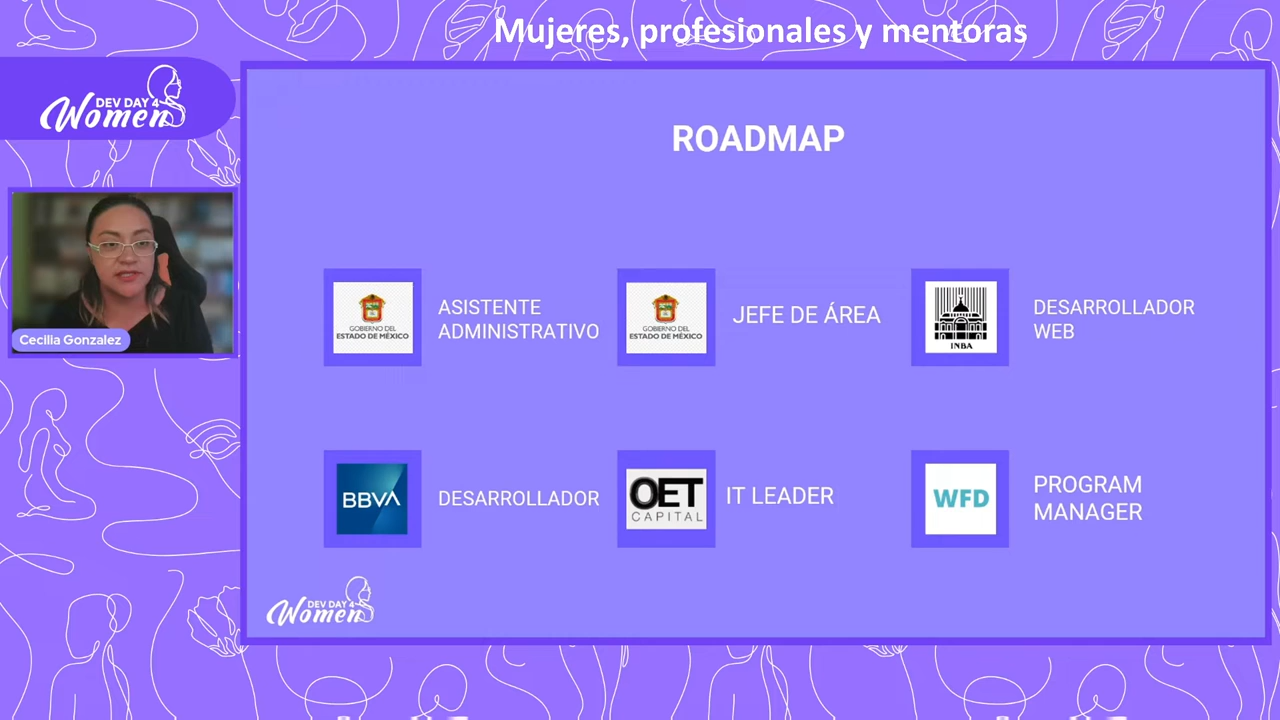 Mujeres, profesionales y mentoras
DEV DAY 4
Women
Cecilia Gonzalez
ROADMAP
GOBIERNO DEL
ESTADO DE MÉXICO
ASISTENTE
ADMINISTRATIVO
GOBIERNO DEL
ESTADO DE MÉXICO
JEFE DE ÁREA
INBA
DESARROLLADOR
WEB
BBVA
DESARROLLADOR
OET
CAPITAL
IT LEADER
WFD
PROGRAM
MANAGER
DEV DAY 4
Women